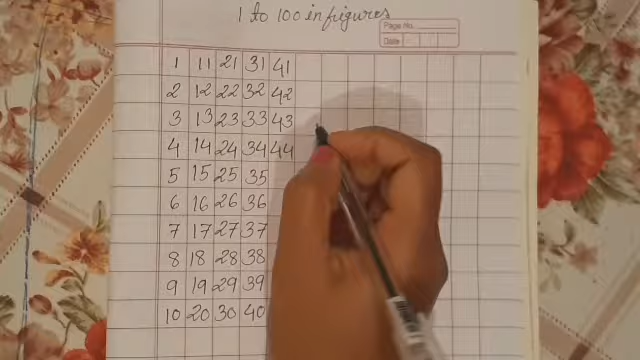 1 to 100 in figures
Page No.
Date
1 11 21 31 41
2 12 22 32 42
3 13 23 33 43
4 14 24 34 44
5 15 25 35
6 16 26 36
7 17 27 37
8 18 28 38
9 19 29 39
10 20 30 40